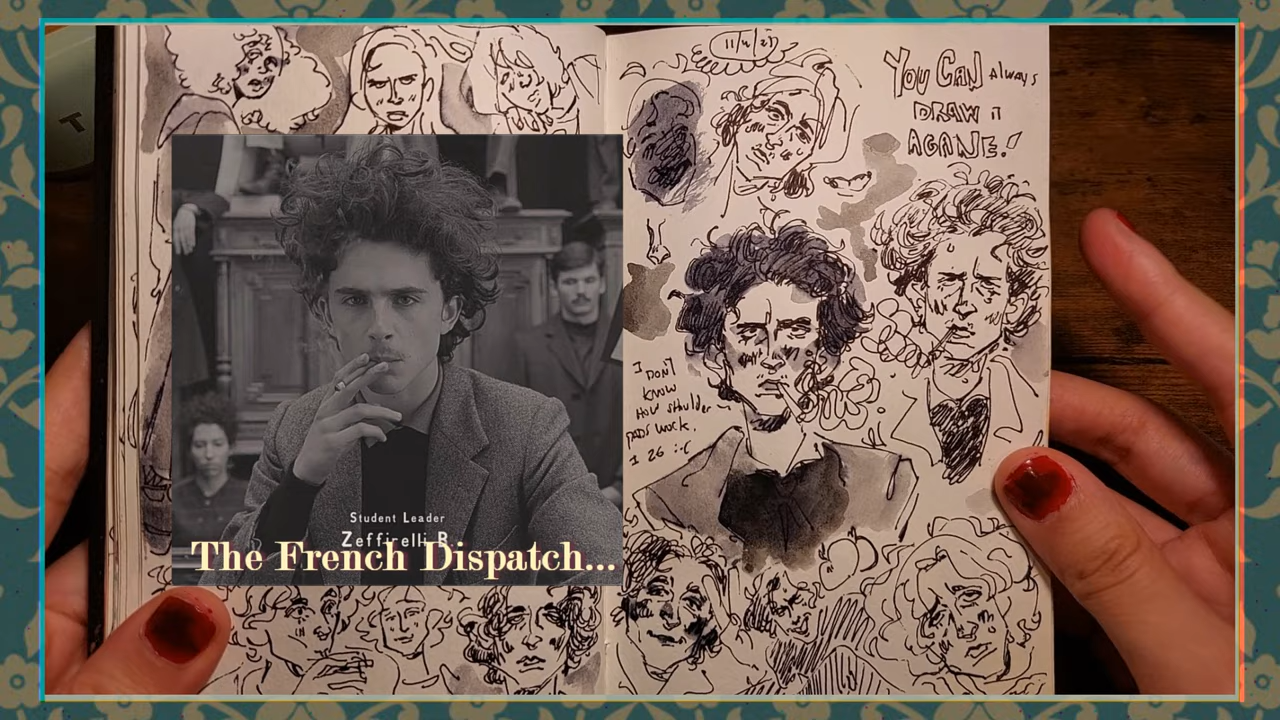 T
11/4/21
YOU CAN Always
DRAW IT
AGANE!
I DON'T
KNOW
HOW SHULDER
PADS WORK.
I 26 :-(
Student Leader
Zeffirelli B.
The French Dispatch...